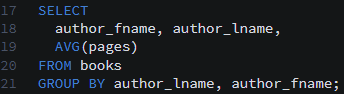 17 SELECT
18 author_fname, author_lname,
19 AVG(pages)
20 FROM books
21 GROUP BY author_lname, author_fname;